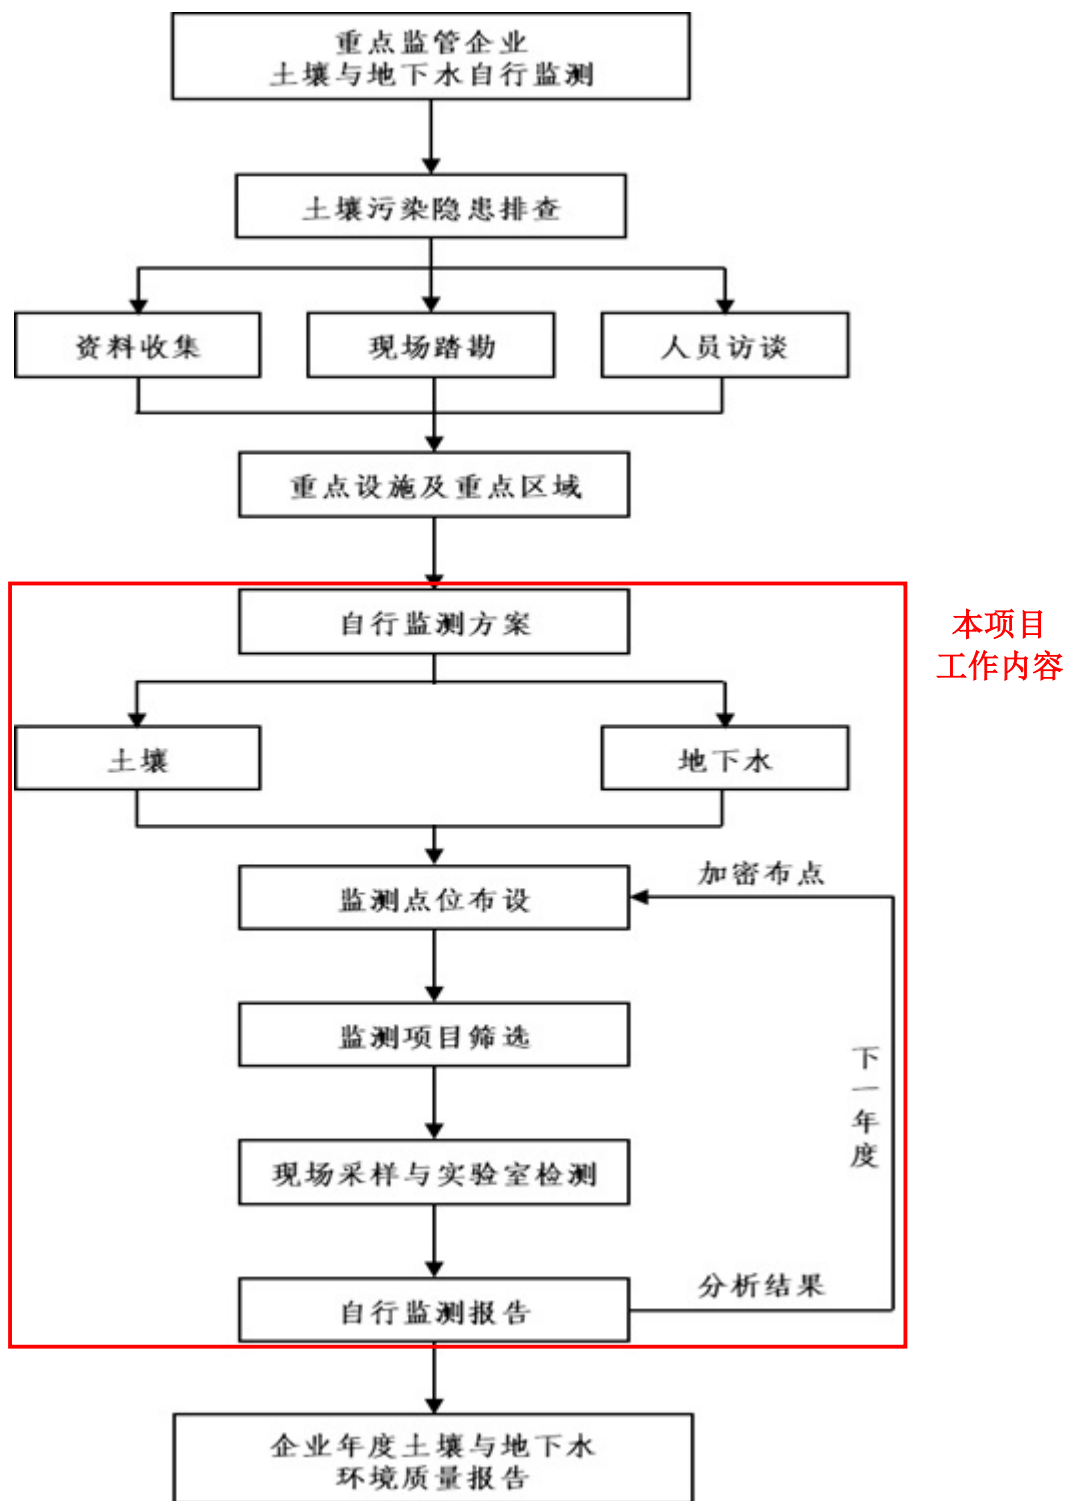 重点监管企业
土壤与地下水自行监测
土壤污染隐患排查
资料收集
现场踏勘
人员访谈
重点设施及重点区域
自行监测方案
本项目
工作内容
土壤
地下水
监测点位布设
加密布点
监测项目筛选
下一年度
现场采样与实验室检测
自行监测报告
分析结果
企业年度土壤与地下水
环境质量报告